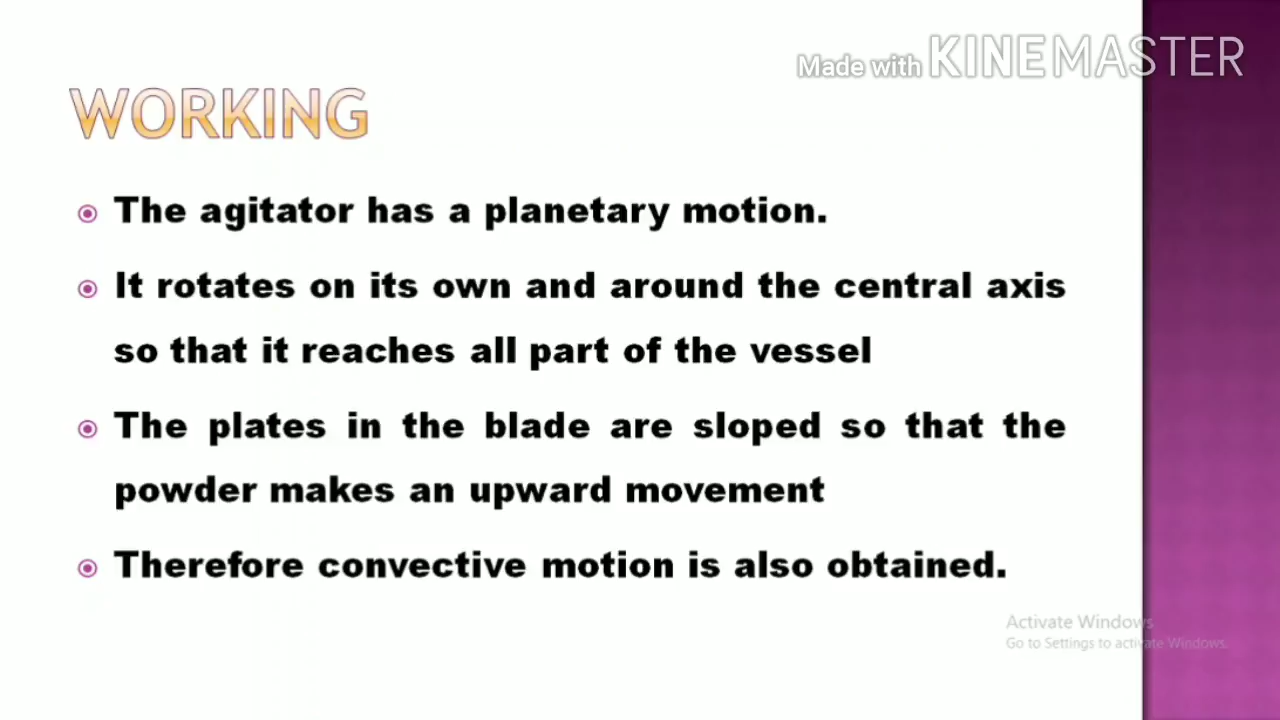 Made with KINEMASTER
WORKING
The agitator has a planetary motion.
It rotates on its own and around the central axis
so that it reaches all part of the vessel
The plates in the blade are sloped so that the
powder makes an upward movement
Therefore convective motion is also obtained.
Activate Windows
Go to Settings to activate Windows.